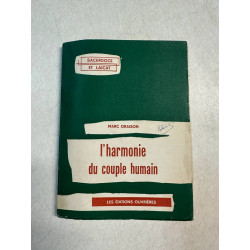 SACERDOCE
ET LAÏCAT
MARC ORAISON
l'harmonie
du couple humain
LES ÉDITIONS OUVRIÈRES